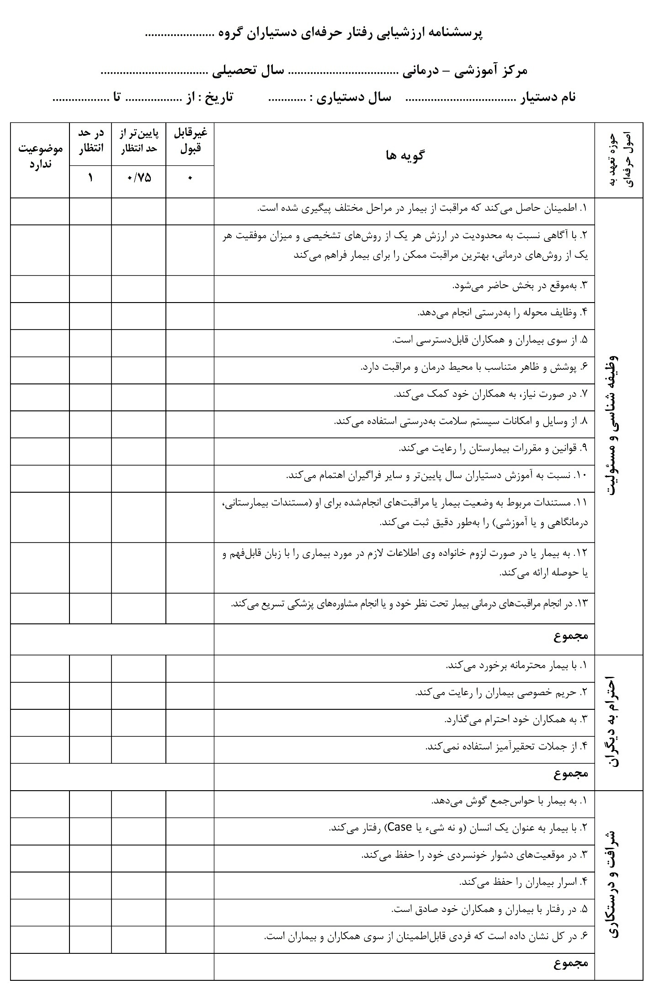 پرسشنامه ارزشیابی رفتار حرفه‌ای دستیاران گروه ......................
مرکز آموزشی – درمانی .................................. سال تحصیلی ..................................
نام دستیار .................................. سال دستیاری : ............ تاریخ : از .................. تا ..................
حوزه تعهد به
اصول حرفه‌ای
گویه ها
غیرقابل
قبول
پایین‌تر از
حد انتظار
در حد
انتظار
موضوعیت
ندارد
۰
۰/۷۵
۱
وظیفه شناسی و مسئولیت
۱. اطمینان حاصل می‌کند که مراقبت از بیمار در مراحل مختلف پیگیری شده است.
۲. با آگاهی نسبت به محدودیت در ارزش هر یک از روش‌های تشخیصی و میزان موفقیت هر
یک از روش‌های درمانی، بهترین مراقبت ممکن را برای بیمار فراهم می‌کند
۳. به‌موقع در بخش حاضر می‌شود.
۴. وظایف محوله را به‌درستی انجام می‌دهد.
۵. از سوی بیماران و همکاران قابل‌دسترسی است.
۶. پوشش و ظاهر متناسب با محیط درمان و مراقبت دارد.
۷. در صورت نیاز، به همکاران خود کمک می‌کند.
۸. از وسایل و امکانات سیستم سلامت به‌درستی استفاده می‌کند.
۹. قوانین و مقررات بیمارستان را رعایت می‌کند.
۱۰. نسبت به آموزش دستیاران سال پایین‌تر و سایر فراگیران اهتمام می‌کند.
۱۱. مستندات مربوط به وضعیت بیمار یا مراقبت‌های انجام‌شده برای او (مستندات بیمارستانی،
درمانگاهی و یا آموزشی) را به‌طور دقیق ثبت می‌کند.
۱۲. به بیمار یا در صورت لزوم خانواده وی اطلاعات لازم در مورد بیماری را با زبان قابل‌فهم و
یا حوصله ارائه می‌کند.
۱۳. در انجام مراقبت‌های درمانی بیمار تحت نظر خود و یا انجام مشاوره‌های پزشکی تسریع می‌کند.
مجموع
احترام به دیگران
۱. با بیمار محترمانه برخورد می‌کند.
۲. حریم خصوصی بیماران را رعایت می‌کند.
۳. به همکاران خود احترام می‌گذارد.
۴. از جملات تحقیرآمیز استفاده نمی‌کند.
مجموع
شرافت و درستکاری
۱. به بیمار با حواس‌جمع گوش می‌دهد.
۲. با بیمار به عنوان یک انسان (و نه شیء یا Case) رفتار می‌کند.
۳. در موقعیت‌های دشوار خونسردی خود را حفظ می‌کند.
۴. اسرار بیماران را حفظ می‌کند.
۵. در رفتار با بیماران و همکاران خود صادق است.
۶. در کل نشان داده است که فردی قابل‌اطمینان از سوی همکاران و بیماران است.
مجموع